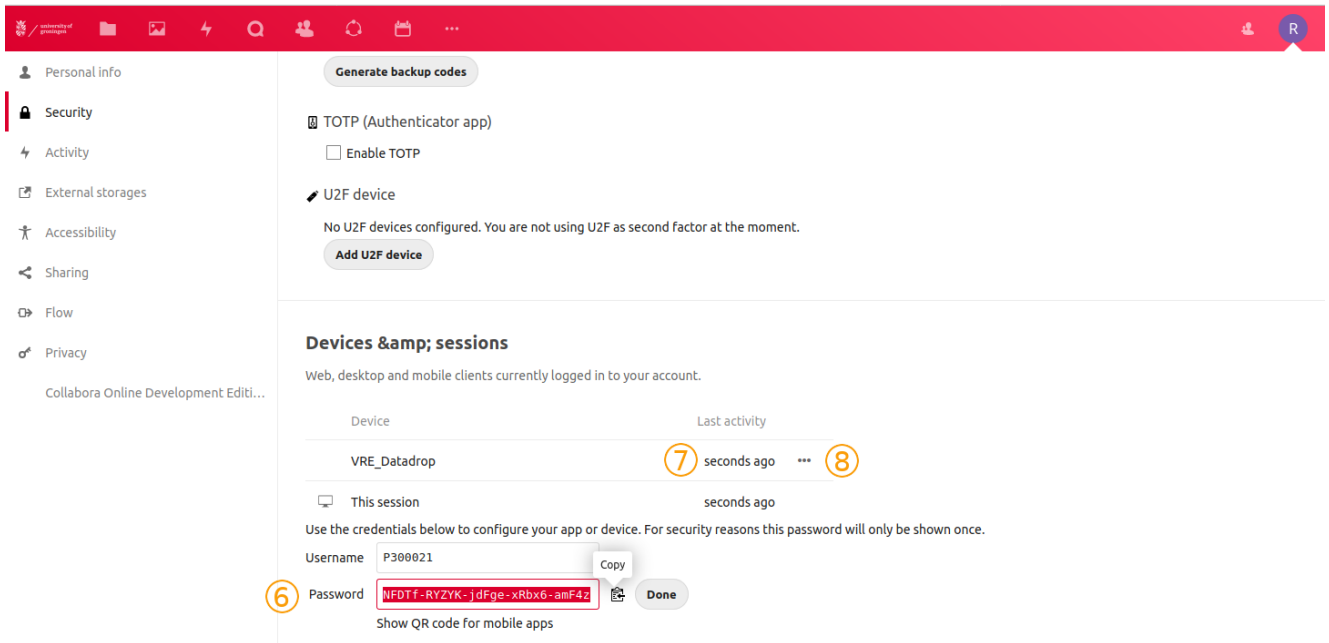 university of
groningen
R
Personal info
Security
Activity
External storages
Accessibility
Sharing
Flow
Privacy
Collabora Online Development Editi...
Generate backup codes
TOTP (Authenticator app)
Enable TOTP
U2F device
No U2F devices configured. You are not using U2F as second factor at the moment.
Add U2F device
Devices &amp; sessions
Web, desktop and mobile clients currently logged in to your account.
Device Last activity
VRE_Datadrop 7 seconds ago ••• 8
This session seconds ago
Use the credentials below to configure your app or device. For security reasons this password will only be shown once.
Username P300021
Copy
6 Password NFDTf-RYZYK-jdFge-xRbx6-amF4z Done
Show QR code for mobile apps